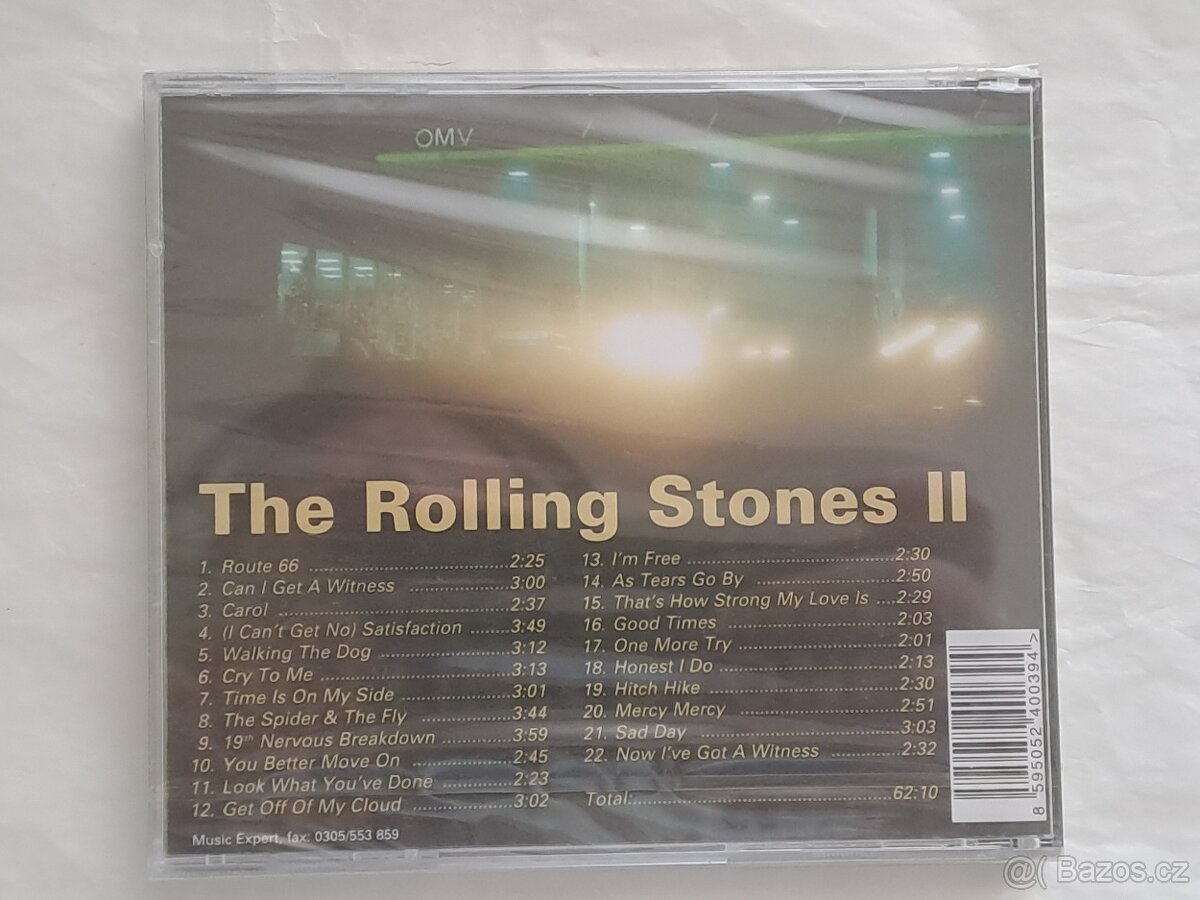 OMV
The Rolling Stones II
1. Route 66 ..... 2:25
2. Can I Get A Witness ..... 3:00
3. Carol ..... 2:37
4. (I Can't Get No) Satisfaction ..... 3:49
5. Walking The Dog ..... 3:12
6. Cry To Me ..... 3:13
7. Time Is On My Side ..... 3:01
8. The Spider & The Fly ..... 3:44
9. 19th Nervous Breakdown ..... 3:59
10. You Better Move On ..... 2:45
11. Look What You've Done ..... 2:23
12. Get Off Of My Cloud ..... 3:02
13. I'm Free ..... 2:30
14. As Tears Go By ..... 2:50
15. That's How Strong My Love Is ..... 2:29
16. Good Times ..... 2:03
17. One More Try ..... 2:01
18. Honest I Do ..... 2:13
19. Hitch Hike ..... 2:30
20. Mercy Mercy ..... 2:51
21. Sad Day ..... 3:03
22. Now I've Got A Witness ..... 2:32
Total: ..... 62:10
Music Expert, fax: 0305/553 859
8 595052 400394 >
@( Bazos.cz